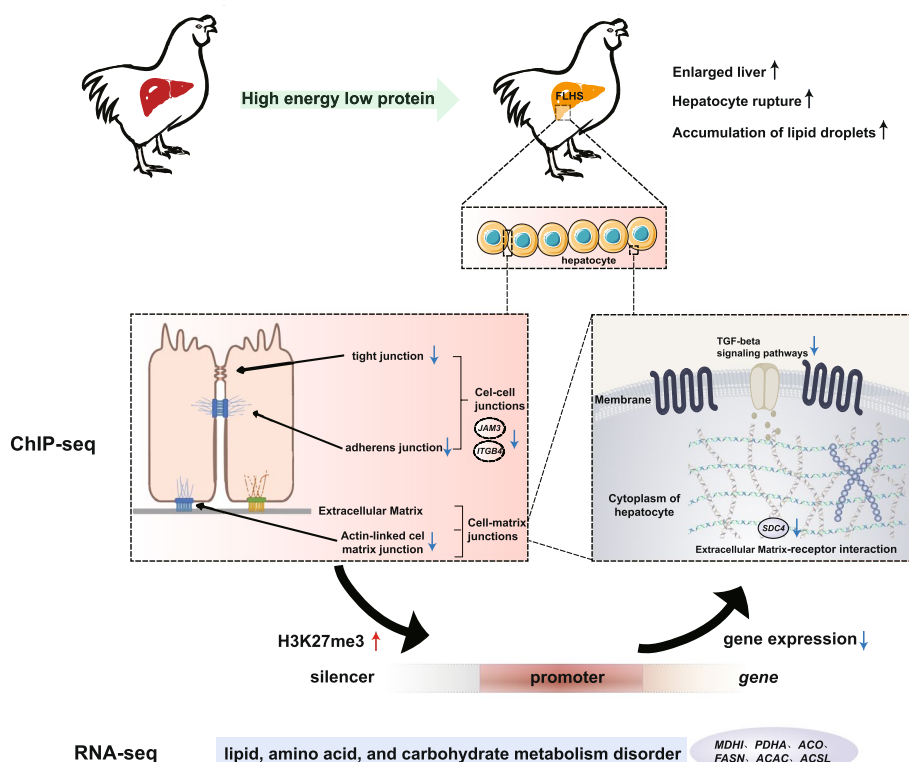 High energy low protein
FLHS
Enlarged liver ↑
Hepatocyte rupture ↑
Accumulation of lipid droplets ↑
hepatocyte
ChIP-seq
tight junction ↓
Cel-cell
junctions
JAM3
ITGB4
↓
adherens junction ↓
Extracellular Matrix
Actin-linked cel
matrix junction ↓
Cell-matrix
junctions
TGF-beta
signaling pathways ↓
Membrane
Cytoplasm of
hepatocyte
SDC4 ↓
Extracellular Matrix-receptor interaction
H3K27me3 ↑
gene expression ↓
silencer
promoter
gene
RNA-seq
lipid, amino acid, and carbohydrate metabolism disorder
MDHI、PDHA、ACO、
FASN、ACAC、ACSL